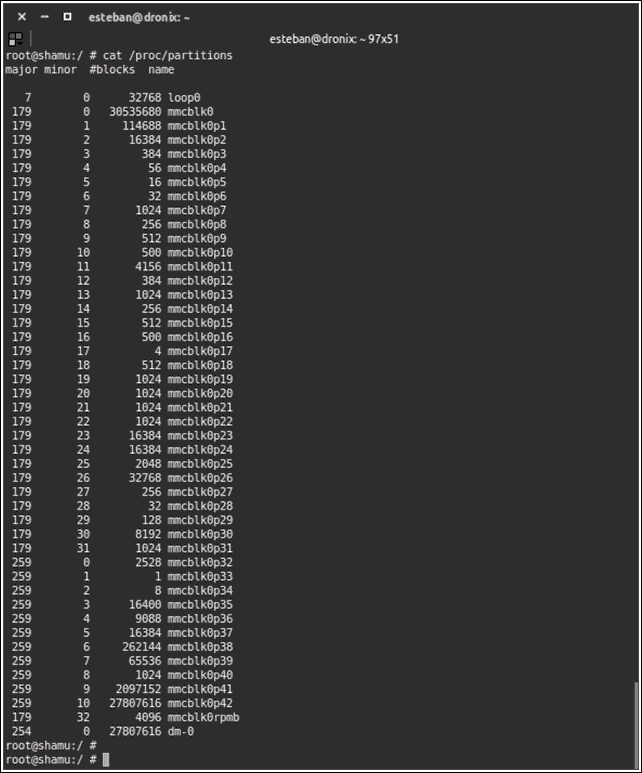 esteban@dronix: ~
esteban@dronix: ~ 97x51
root@shamu:/ # cat /proc/partitions
major minor  #blocks  name
7        0      32768 loop0
179        0   30535680 mmcblk0
179        1     114688 mmcblk0p1
179        2      16384 mmcblk0p2
179        3        384 mmcblk0p3
179        4         56 mmcblk0p4
179        5         16 mmcblk0p5
179        6         32 mmcblk0p6
179        7       1024 mmcblk0p7
179        8        256 mmcblk0p8
179        9        512 mmcblk0p9
179       10        500 mmcblk0p10
179       11       4156 mmcblk0p11
179       12        384 mmcblk0p12
179       13       1024 mmcblk0p13
179       14        256 mmcblk0p14
179       15        512 mmcblk0p15
179       16        500 mmcblk0p16
179       17          4 mmcblk0p17
179       18        512 mmcblk0p18
179       19       1024 mmcblk0p19
179       20       1024 mmcblk0p20
179       21       1024 mmcblk0p21
179       22       1024 mmcblk0p22
179       23      16384 mmcblk0p23
179       24      16384 mmcblk0p24
179       25       2048 mmcblk0p25
179       26      32768 mmcblk0p26
179       27        256 mmcblk0p27
179       28         32 mmcblk0p28
179       29        128 mmcblk0p29
179       30       8192 mmcblk0p30
179       31       1024 mmcblk0p31
259        0       2528 mmcblk0p32
259        1          1 mmcblk0p33
259        2          8 mmcblk0p34
259        3      16400 mmcblk0p35
259        4       9088 mmcblk0p36
259        5      16384 mmcblk0p37
259        6     262144 mmcblk0p38
259        7      65536 mmcblk0p39
259        8       1024 mmcblk0p40
259        9    2097152 mmcblk0p41
259       10   27807616 mmcblk0p42
179       32       4096 mmcblk0rpmb
254        0   27807616 dm-0
root@shamu:/ #
root@shamu:/ #